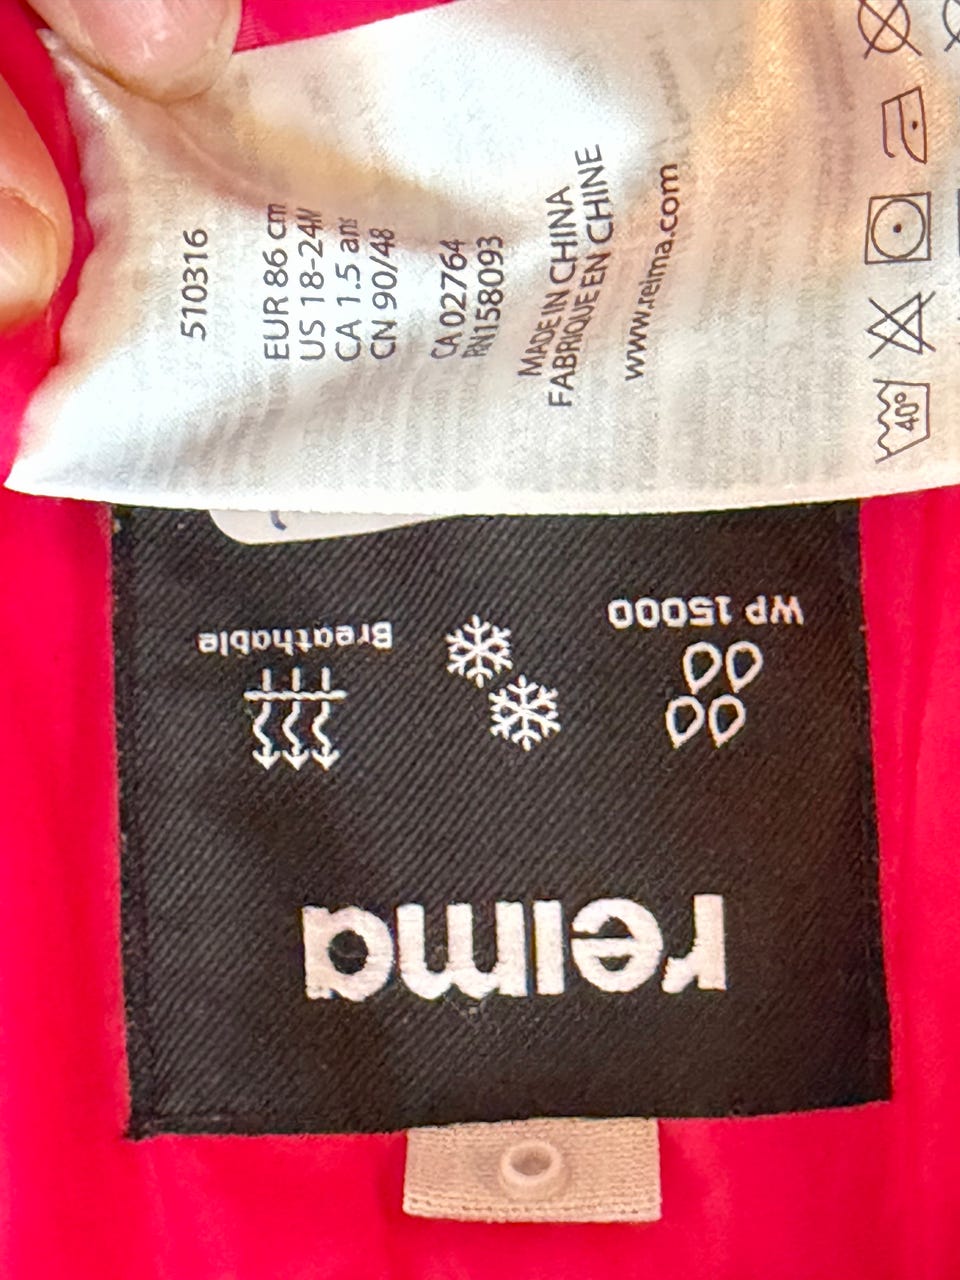 510316
EUR 86 cm
US 18-24M
CA 1.5 ans
CN 90/48
CA 02764
RN158093
MADE IN CHINA
FABRIQUE EN CHINE
www.reima.com
40°
WP 15000
Breathable
reima